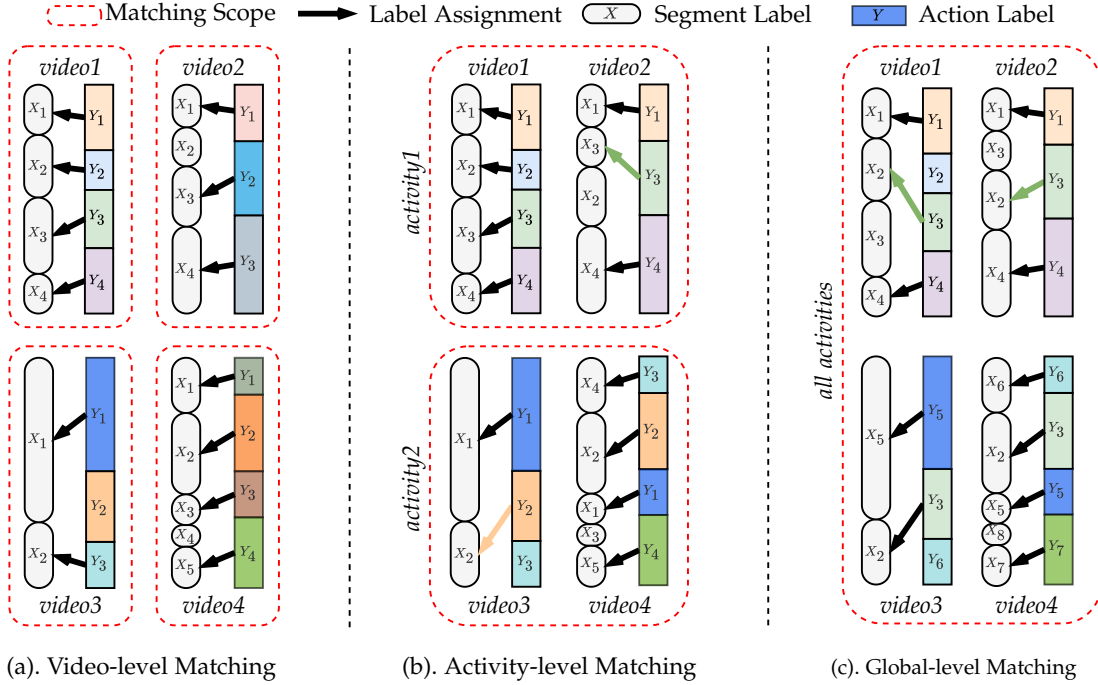 Matching Scope Label Assignment X Segment Label Y Action Label
video1 video2
X1 Y1 X1 Y1
X2 Y2 X2 Y2
X3 Y3 X3
X4 Y4 X4 Y3
X1 Y1 X1 Y1
X2 Y2
Y2 X3 Y3
X4
X2 Y3 X5 Y4
video3 video4
(a). Video-level Matching
activity1
video1 video2
X1 Y1 X1 Y1
X2 Y2 X3 Y3
X3 Y3 X2
X4 Y4 X4 Y4
activity2
X1 Y1 X4 Y3
X2 Y2
Y2 X1 Y1
X3
X2 Y3 X5 Y4
video3 video4
(b). Activity-level Matching
all activities
video1 video2
X1 Y1 X1 Y1
X2 Y2 X3 Y3
X3 Y3 X2
X4 Y4 X4 Y4
X5 Y5 X6 Y6
X2 Y3
Y3 X5 Y5
X8
X2 Y6 X7 Y7
video3 video4
(c). Global-level Matching